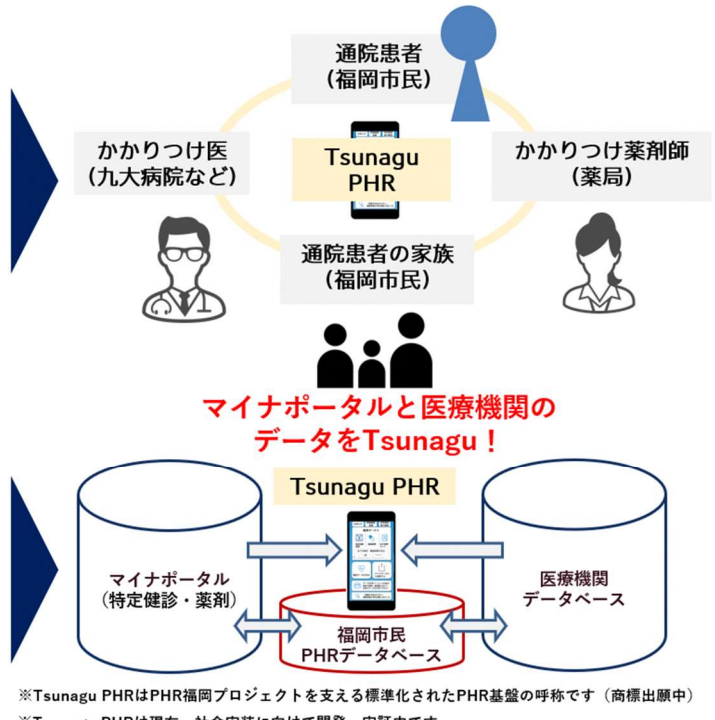 通院患者
（福岡市民）
かかりつけ医
（九大病院など）
Tsunagu
PHR
かかりつけ薬剤師
（薬局）
通院患者の家族
（福岡市民）
マイナポータルと医療機関の
データをTsunagu！
Tsunagu PHR
マイナポータル
（特定健診・薬剤）
医療機関
データベース
福岡市民
PHRデータベース
※Tsunagu PHRはPHR福岡プロジェクトを支える標準化されたPHR基盤の呼称です（商標出願中）